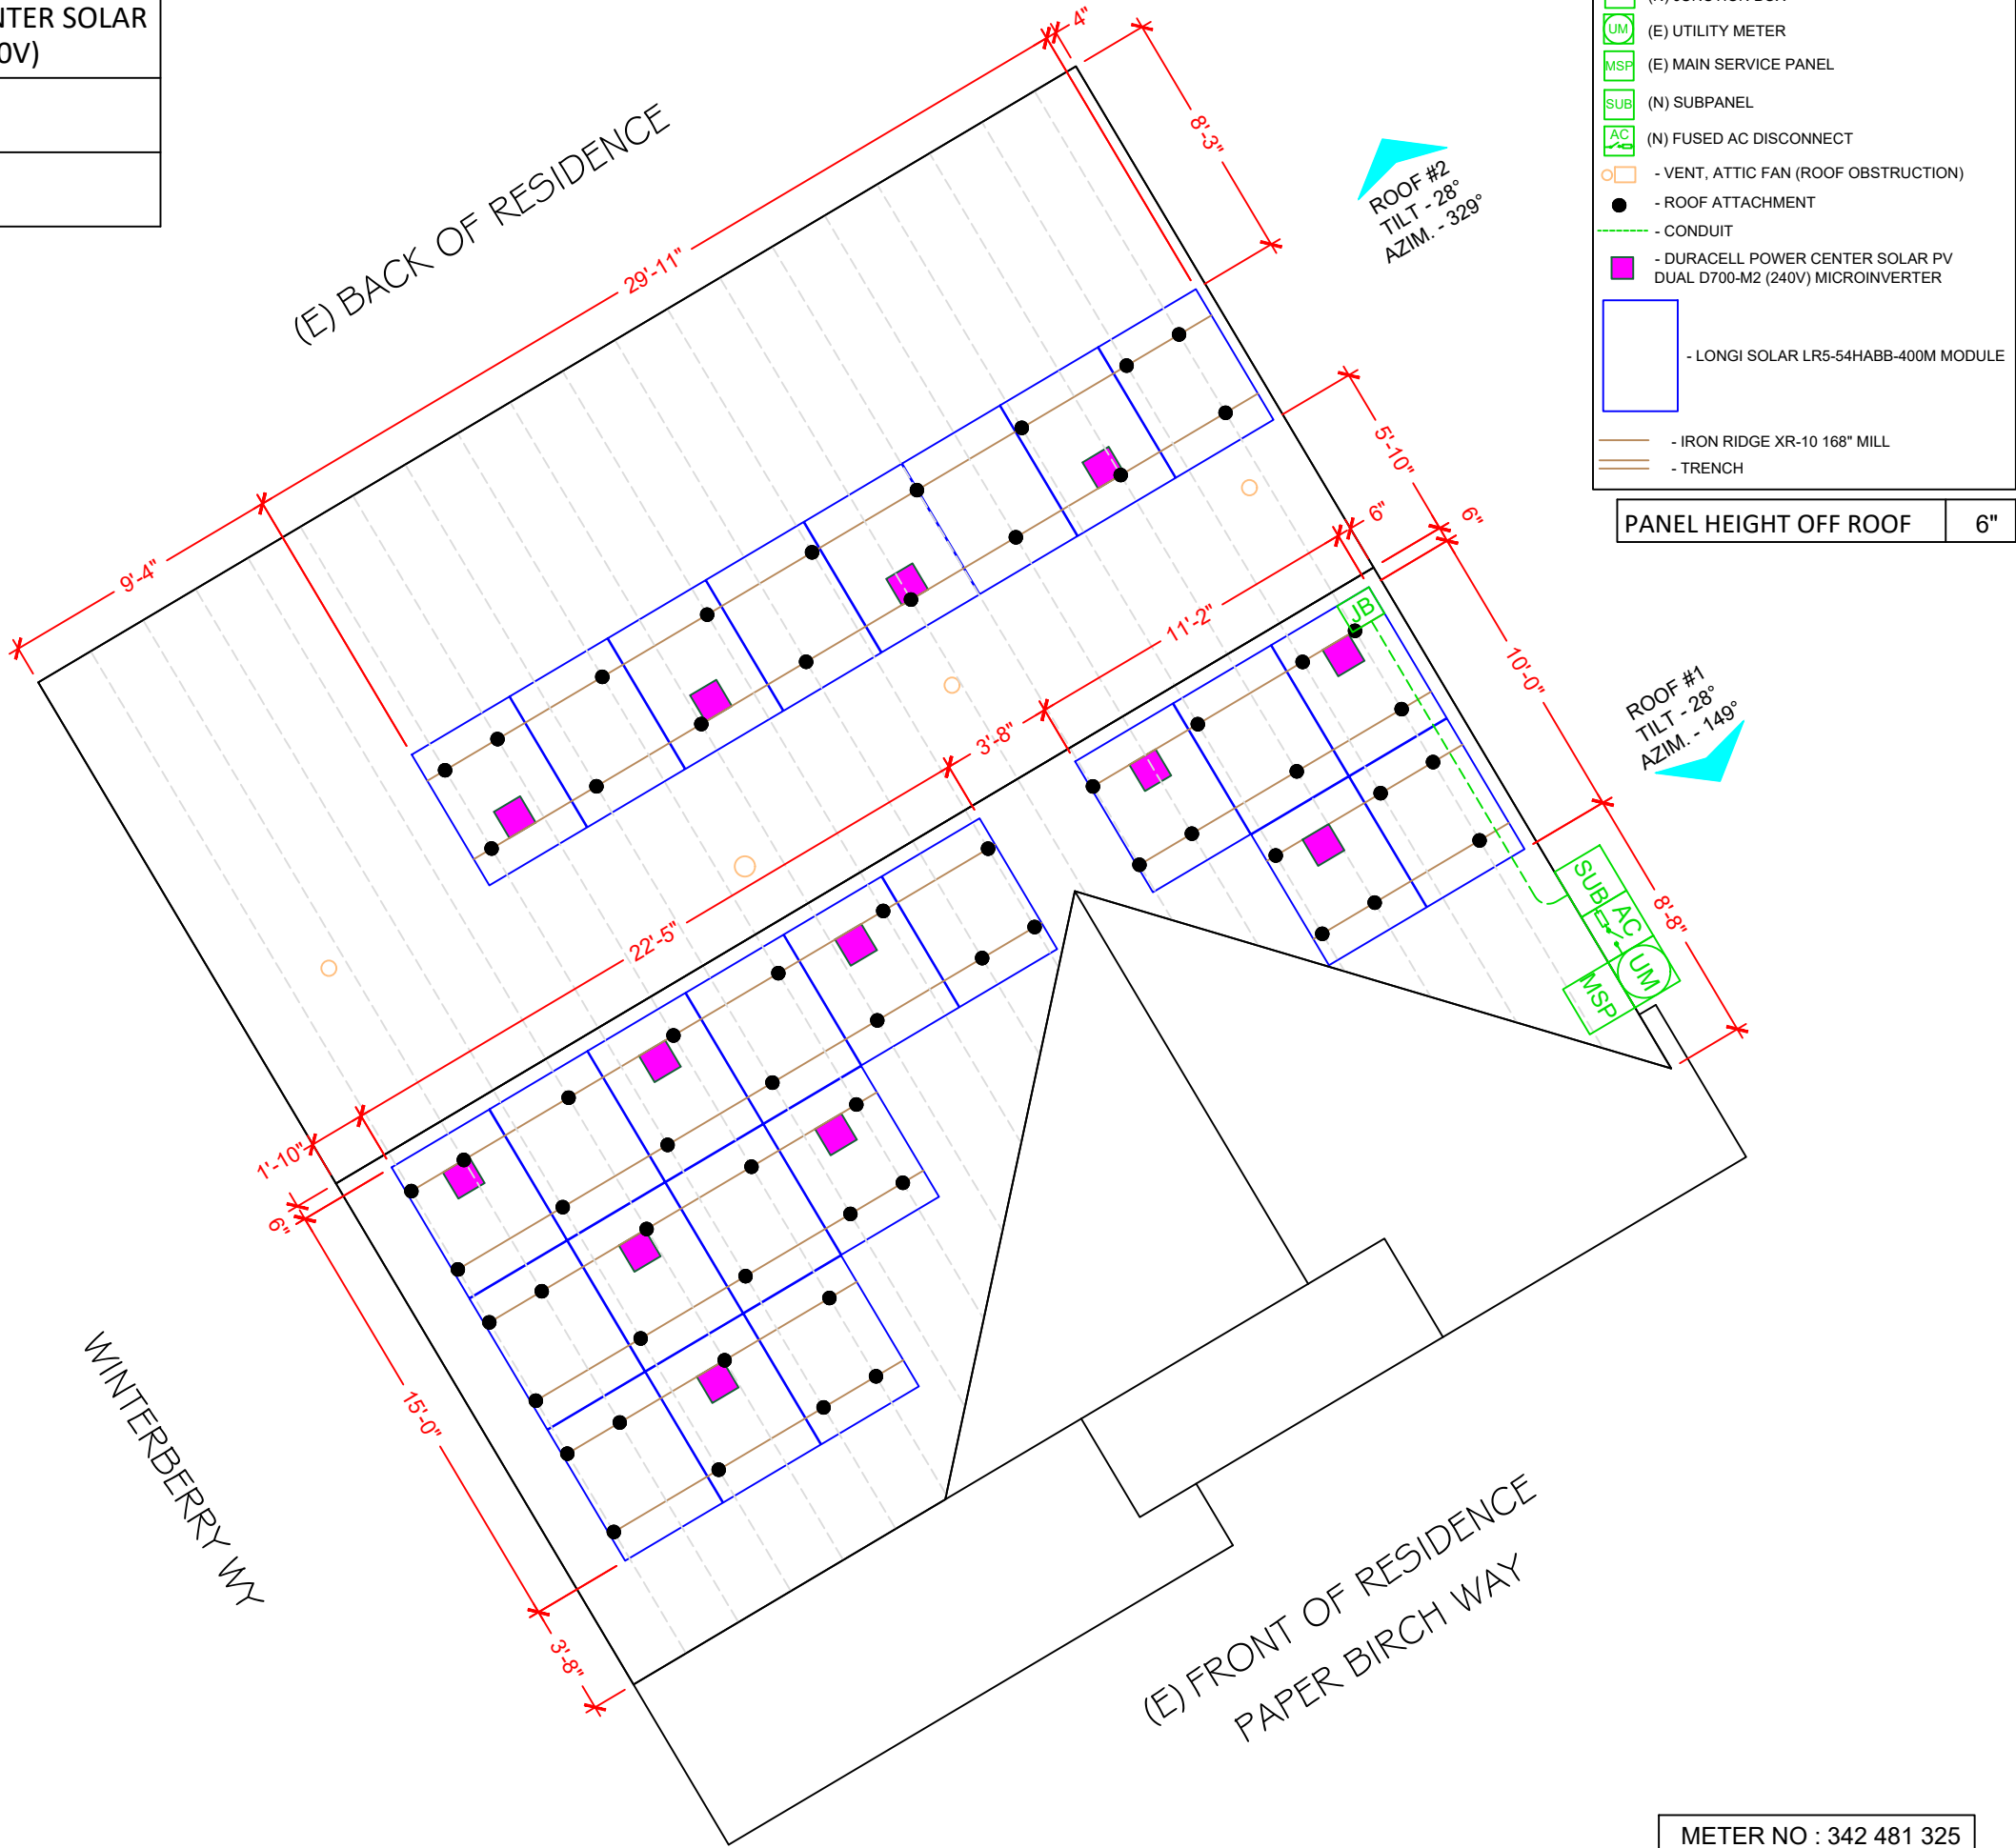 NTER SOLAR
0V)
(E) UTILITY METER
UM
(E) MAIN SERVICE PANEL
MSP
(N) SUBPANEL
SUB
(N) FUSED AC DISCONNECT
AC
- VENT, ATTIC FAN (ROOF OBSTRUCTION)
- ROOF ATTACHMENT
- CONDUIT
- DURACELL POWER CENTER SOLAR PV
DUAL D700-M2 (240V) MICROINVERTER
- LONGI SOLAR LR5-54HABB-400M MODULE
- IRON RIDGE XR-10 168" MILL
- TRENCH
PANEL HEIGHT OFF ROOF 6"
4"
8'-3"
(E) BACK OF RESIDENCE
29'-11"
ROOF #2
TILT - 28°
AZIM. - 329°
9'-4"
5'-10"
6"
6"
11'-2"
JB
10'-0"
ROOF #1
TILT - 28°
AZIM. - 149°
3'-8"
22'-5"
SUB
AC
UM
MSP
8'-8"
1'-10"
6"
15'-0"
3'-8"
WINTERBERRY WY
(E) FRONT OF RESIDENCE
PAPER BIRCH WAY
METER NO : 342 481 325